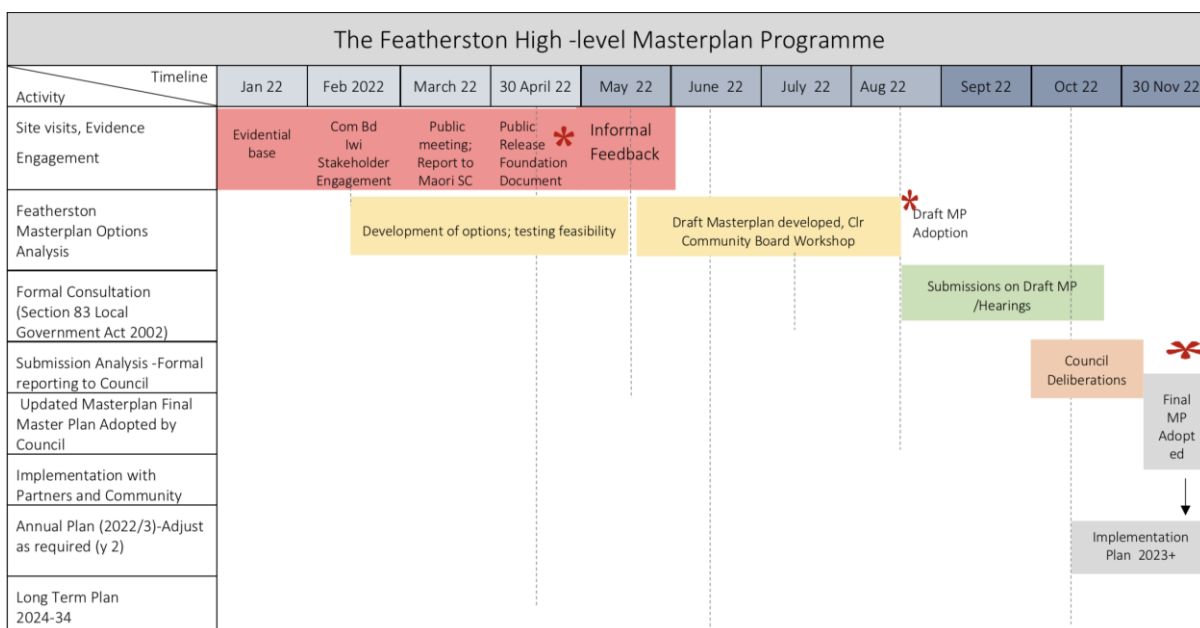 The Featherston High -level Masterplan Programme
Timeline
Activity
Jan 22
Feb 2022
March 22
30 April 22
May 22
June 22
July 22
Aug 22
Sept 22
Oct 22
30 Nov 22
Site visits, Evidence
Engagement
Evidential
base
Com Bd
Iwi
Stakeholder
Engagement
Public
meeting;
Report to
Maori SC
Public
Release
Foundation
Document
*
Informal
Feedback
Featherston
Masterplan Options
Analysis
Development of options; testing feasibility
Draft Masterplan developed, Clr
Community Board Workshop
*
Draft MP
Adoption
Formal Consultation
(Section 83 Local
Government Act 2002)
Submissions on Draft MP
/Hearings
Submission Analysis -Formal
reporting to Council
Council
Deliberations
*
Updated Masterplan Final
Master Plan Adopted by
Council
Final
MP
Adopt
ed
Implementation with
Partners and Community
Annual Plan (2022/3)-Adjust
as required (y 2)
Implementation
Plan 2023+
Long Term Plan
2024-34